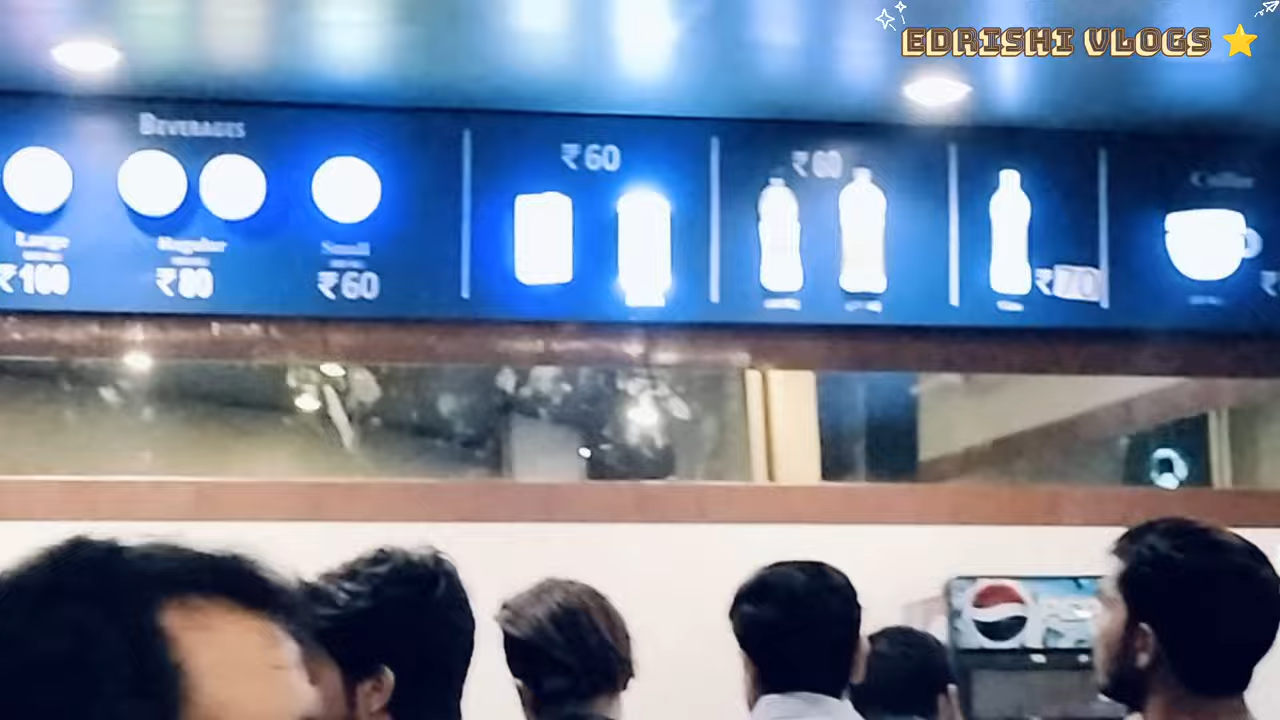 EDRISHI VLOGS
BEVERAGES
Large
₹100
Regular
₹80
Small
₹60
₹60
₹60
₹70
Coffee
₹